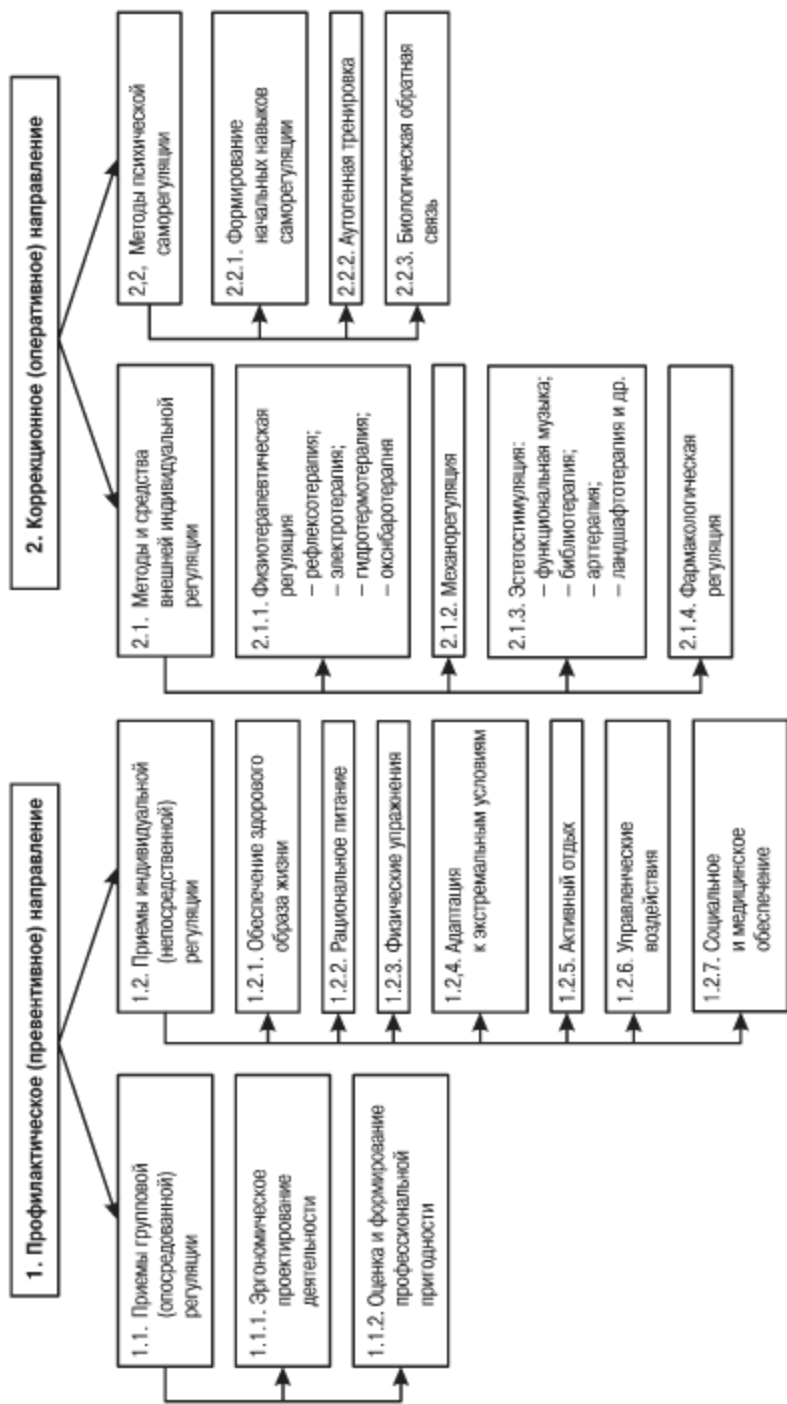 1. Профилактическое (превентивное) направление
1.1. Приемы групповой
(опосредованной)
регуляции
1.1.1. Эргономическое
проектирование
деятельности
1.1.2. Оценка и формирование
профессиональной
пригодности
1.2. Приемы индивидуальной
(непосредственной)
регуляции
1.2.1. Обеспечение здорового
образа жизни
1.2.2. Рациональное питание
1.2.3. Физические упражнения
1.2,4. Адаптация
к экстремальным условиям
1.2.5. Активный отдых
1.2.6. Управленческие
воздействия
1.2.7. Социальное
и медицинское
обеспечение
2. Коррекционное (оперативное) направление
2.1. Методы и средства
внешней индивидуальной
регуляции
2.1.1. Физиотерапевтическая
регуляция
– рефлексотерапия;
– электротерапия;
– гидротермотералия;
– оксибаротерапня
2.1.2. Механорегуляция
2.1.3. Эстетостимуляция:
– функциональная музыка;
– библиотерапия;
– арттерапия;
– ландшафтотерапия и др.
2.1.4. Фармакологическая
регуляция
2,2, Методы психической
саморегуляции
2.2.1. Формирование
начальных навыков
саморегуляции
2.2.2. Аутогенная тренировка
2.2.3. Биологическая обратная
связь